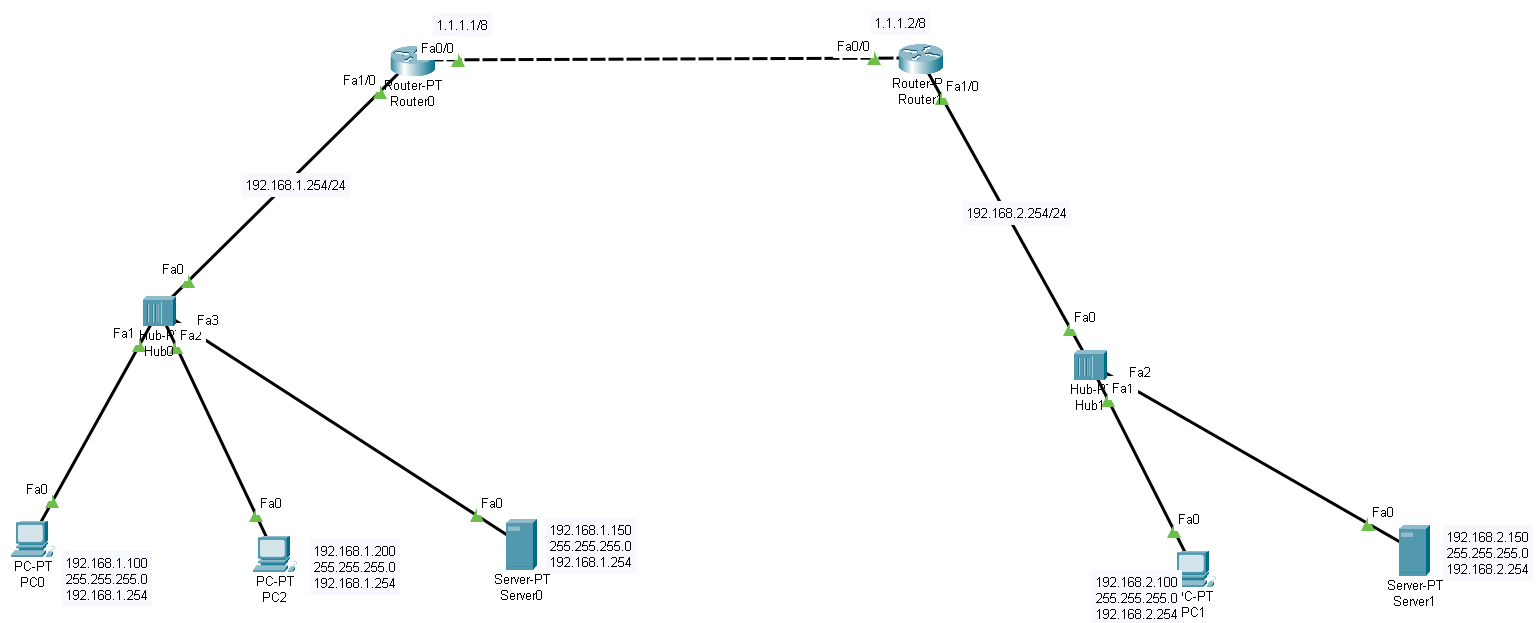 1.1.1.1/8
1.1.1.2/8
Fa0/0
Fa0/0
Fa1/0
Router-PT
Router0
Router-P
Fa1/0
Router1
192.168.1.254/24
192.168.2.254/24
Fa0
Fa3
Fa1
Hub-P
Fa2
Hub0
Fa0
Fa2
Hub-P
Fa1
Hub1
Fa0
Fa0
Fa0
Fa0
Fa0
PC-PT
PC0
192.168.1.100
255.255.255.0
192.168.1.254
PC-PT
PC2
192.168.1.200
255.255.255.0
192.168.1.254
Server-PT
Server0
192.168.1.150
255.255.255.0
192.168.1.254
192.168.2.100
255.255.255.0
192.168.2.254
C-PT
PC1
Server-PT
Server1
192.168.2.150
255.255.255.0
192.168.2.254